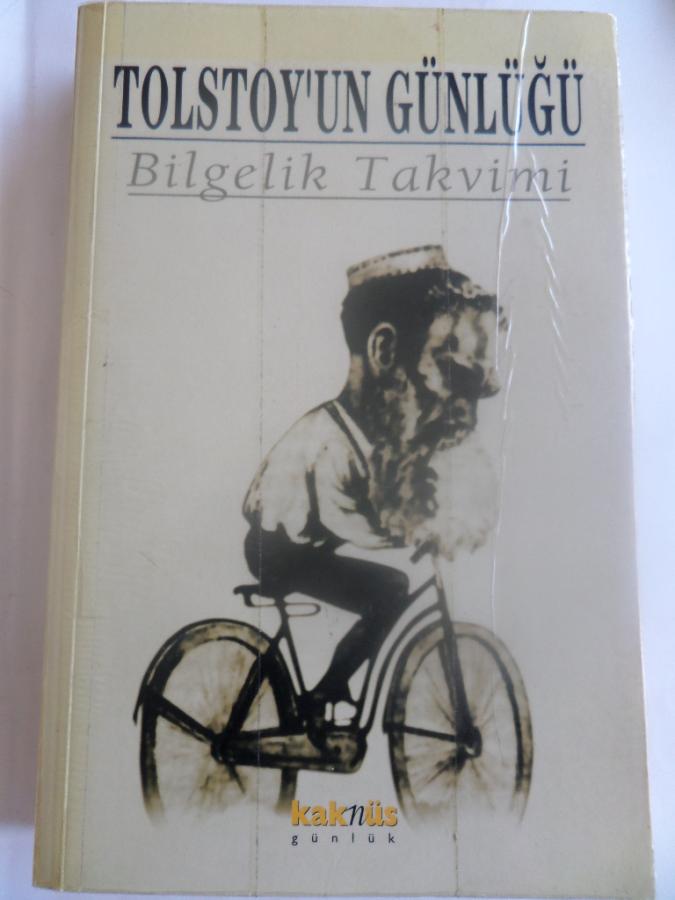 TOLSTOY'UN GÜNLÜĞÜ
Bilgelik Takvimi
kaknüs
günlük